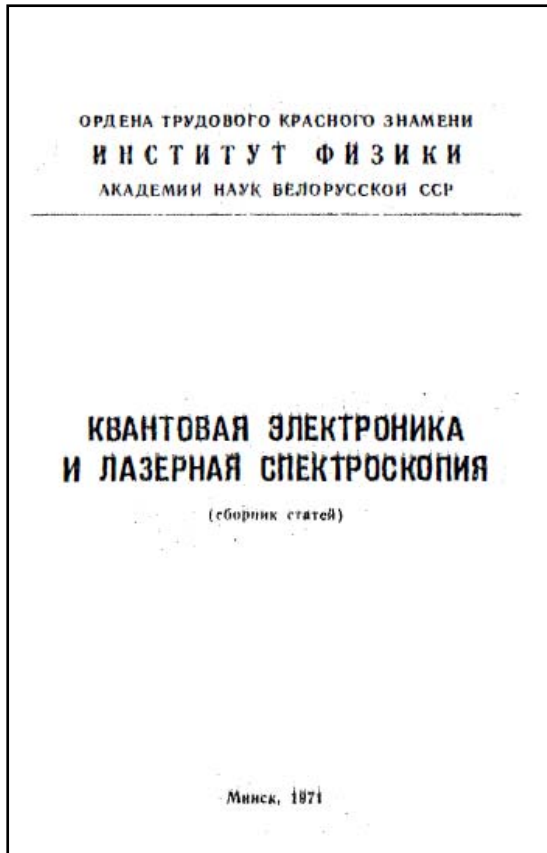 ОРДЕНА ТРУДОВОГО КРАСНОГО ЗНАМЕНИ
ИНСТИТУТ ФИЗИКИ
АКАДЕМИИ НАУК БЕЛОРУССКОЙ ССР
КВАНТОВАЯ ЭЛЕКТРОНИКА
И ЛАЗЕРНАЯ СПЕКТРОСКОПИЯ
(сборник статей)
Минск, 1971